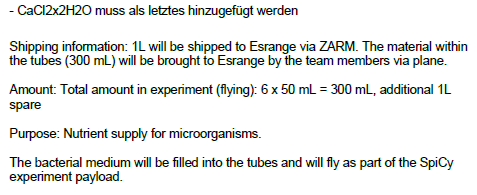 - CaCl2x2H2O muss als letztes hinzugefügt werden
Shipping information: 1L will be shipped to Esrange via ZARM. The material within
the tubes (300 mL) will be brought to Esrange by the team members via plane.
Amount: Total amount in experiment (flying): 6 x 50 mL = 300 mL, additional 1L
spare
Purpose: Nutrient supply for microorganisms.
The bacterial medium will be filled into the tubes and will fly as part of the SpiCy
experiment payload.